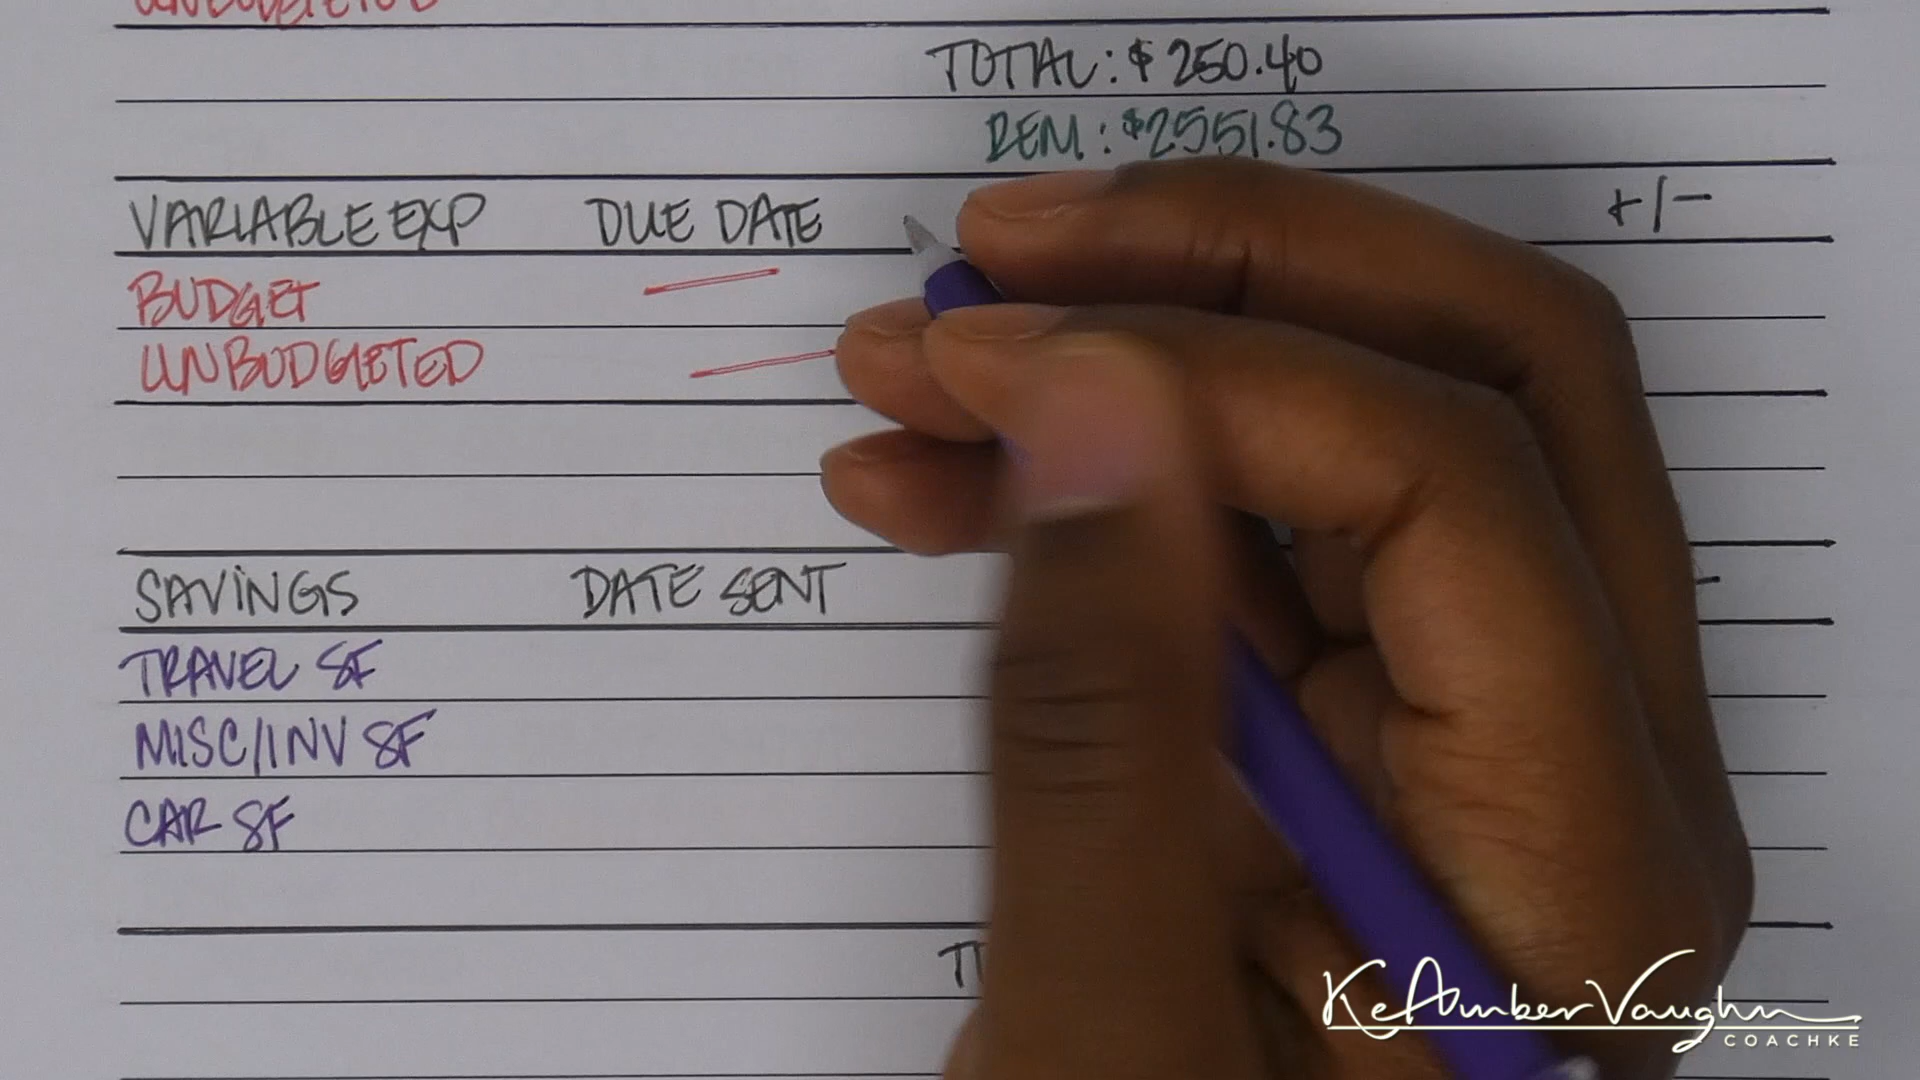 UNBUDGETED
TOTAL: $250.40
REM: $2551.83
VARIABLE EXP DUE DATE +/-
BUDGET
UNBUDGETED
SAVINGS DATE SENT
TRAVEL SF
MISC/INV SF
CAR SF
KeAmber Vaughn
COACHKE